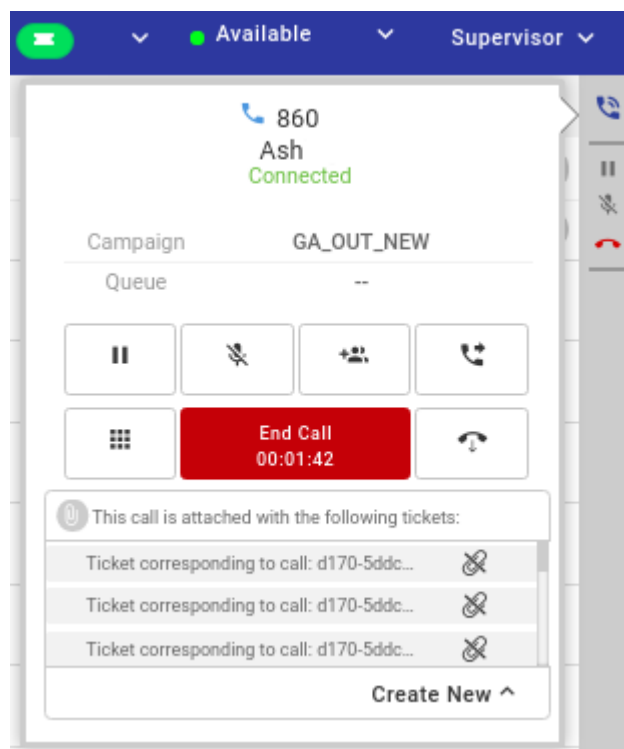 Available
Supervisor
860
Ash
Connected
Campaign GA_OUT_NEW
Queue --
End Call
00:01:42
This call is attached with the following tickets:
Ticket corresponding to call: d170-5ddc...
Ticket corresponding to call: d170-5ddc...
Ticket corresponding to call: d170-5ddc...
Create New